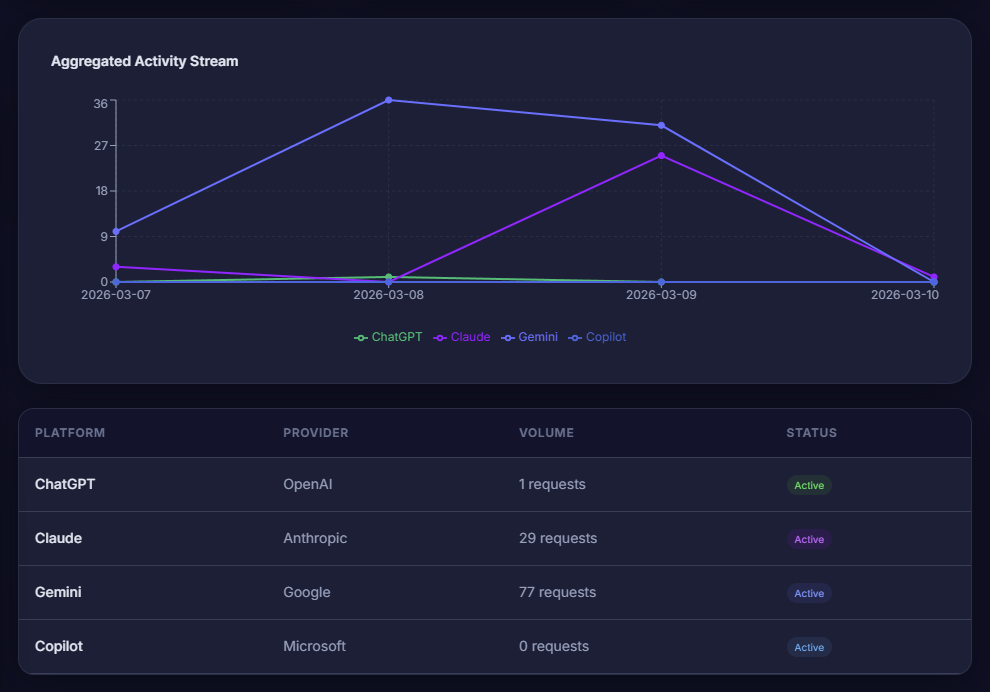 Aggregated Activity Stream
36
27
18
9
0
2026-03-07 2026-03-08 2026-03-09 2026-03-10
ChatGPT Claude Gemini Copilot
PLATFORM PROVIDER VOLUME STATUS
ChatGPT OpenAI 1 requests Active
Claude Anthropic 29 requests Active
Gemini Google 77 requests Active
Copilot Microsoft 0 requests Active